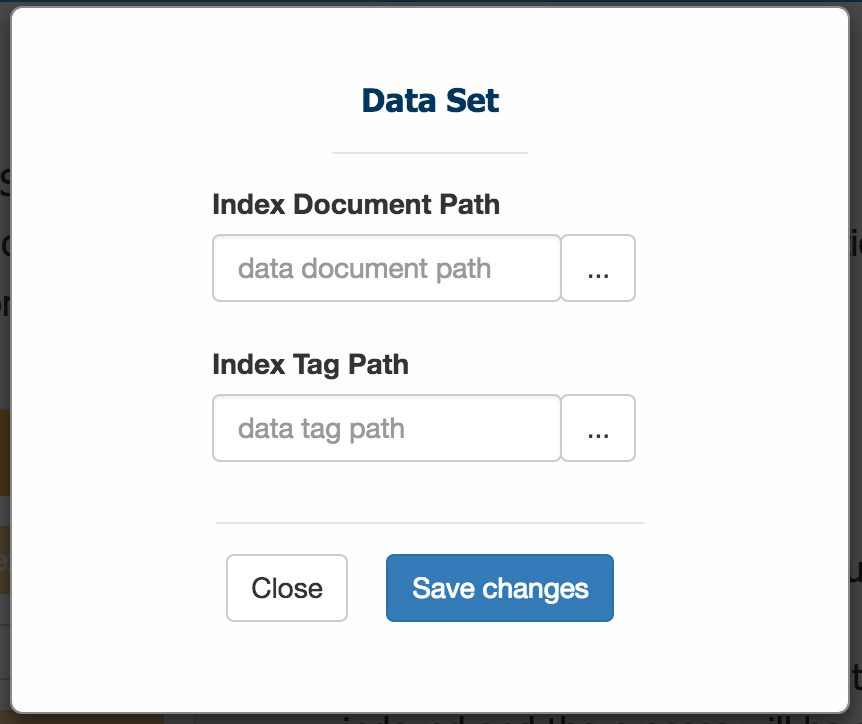 Data Set
Index Document Path
data document path ...
Index Tag Path
data tag path ...
Close Save changes